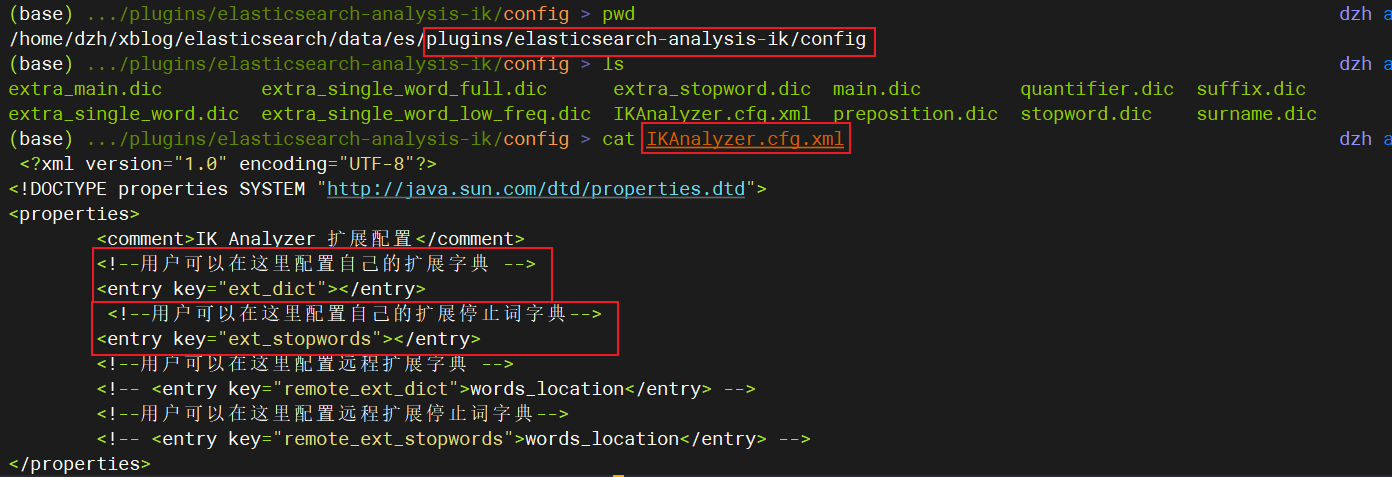 (base) .../plugins/elasticsearch-analysis-ik/config > pwd dzh a
/home/dzh/xblog/elasticsearch/data/es/plugins/elasticsearch-analysis-ik/config
(base) .../plugins/elasticsearch-analysis-ik/config > ls dzh a
extra_main.dic extra_single_word_full.dic extra_stopword.dic main.dic quantifier.dic suffix.dic
extra_single_word.dic extra_single_word_low_freq.dic IKAnalyzer.cfg.xml preposition.dic stopword.dic surname.dic
(base) .../plugins/elasticsearch-analysis-ik/config > cat IKAnalyzer.cfg.xml dzh a
<?xml version="1.0" encoding="UTF-8"?>
<!DOCTYPE properties SYSTEM "http://java.sun.com/dtd/properties.dtd">
<properties>
<comment>IK Analyzer 扩展配置</comment>
<!--用户可以在这里配置自己的扩展字典 -->
<entry key="ext_dict"></entry>
<!--用户可以在这里配置自己的扩展停止词字典-->
<entry key="ext_stopwords"></entry>
<!--用户可以在这里配置远程扩展字典 -->
<!-- <entry key="remote_ext_dict">words_location</entry> -->
<!--用户可以在这里配置远程扩展停止词字典-->
<!-- <entry key="remote_ext_stopwords">words_location</entry> -->
</properties>